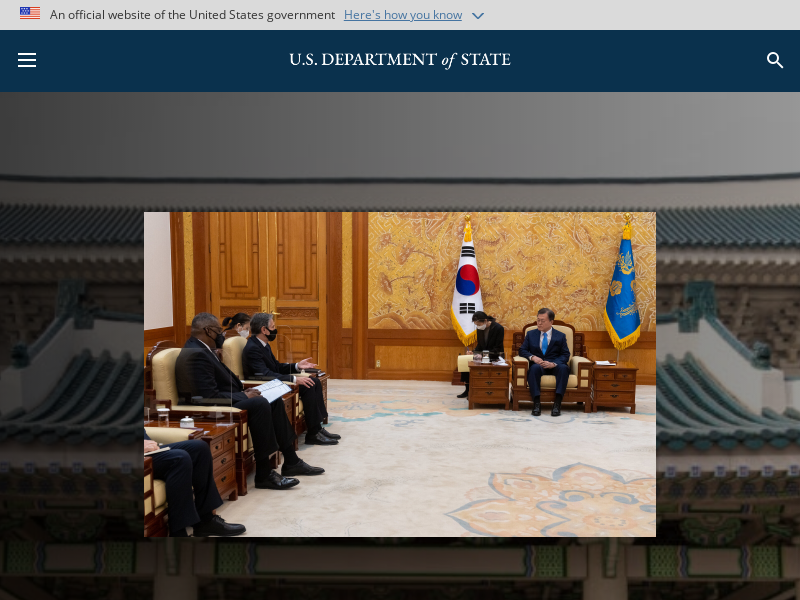 An official website of the United States government Here's how you know
U.S. DEPARTMENT of STATE